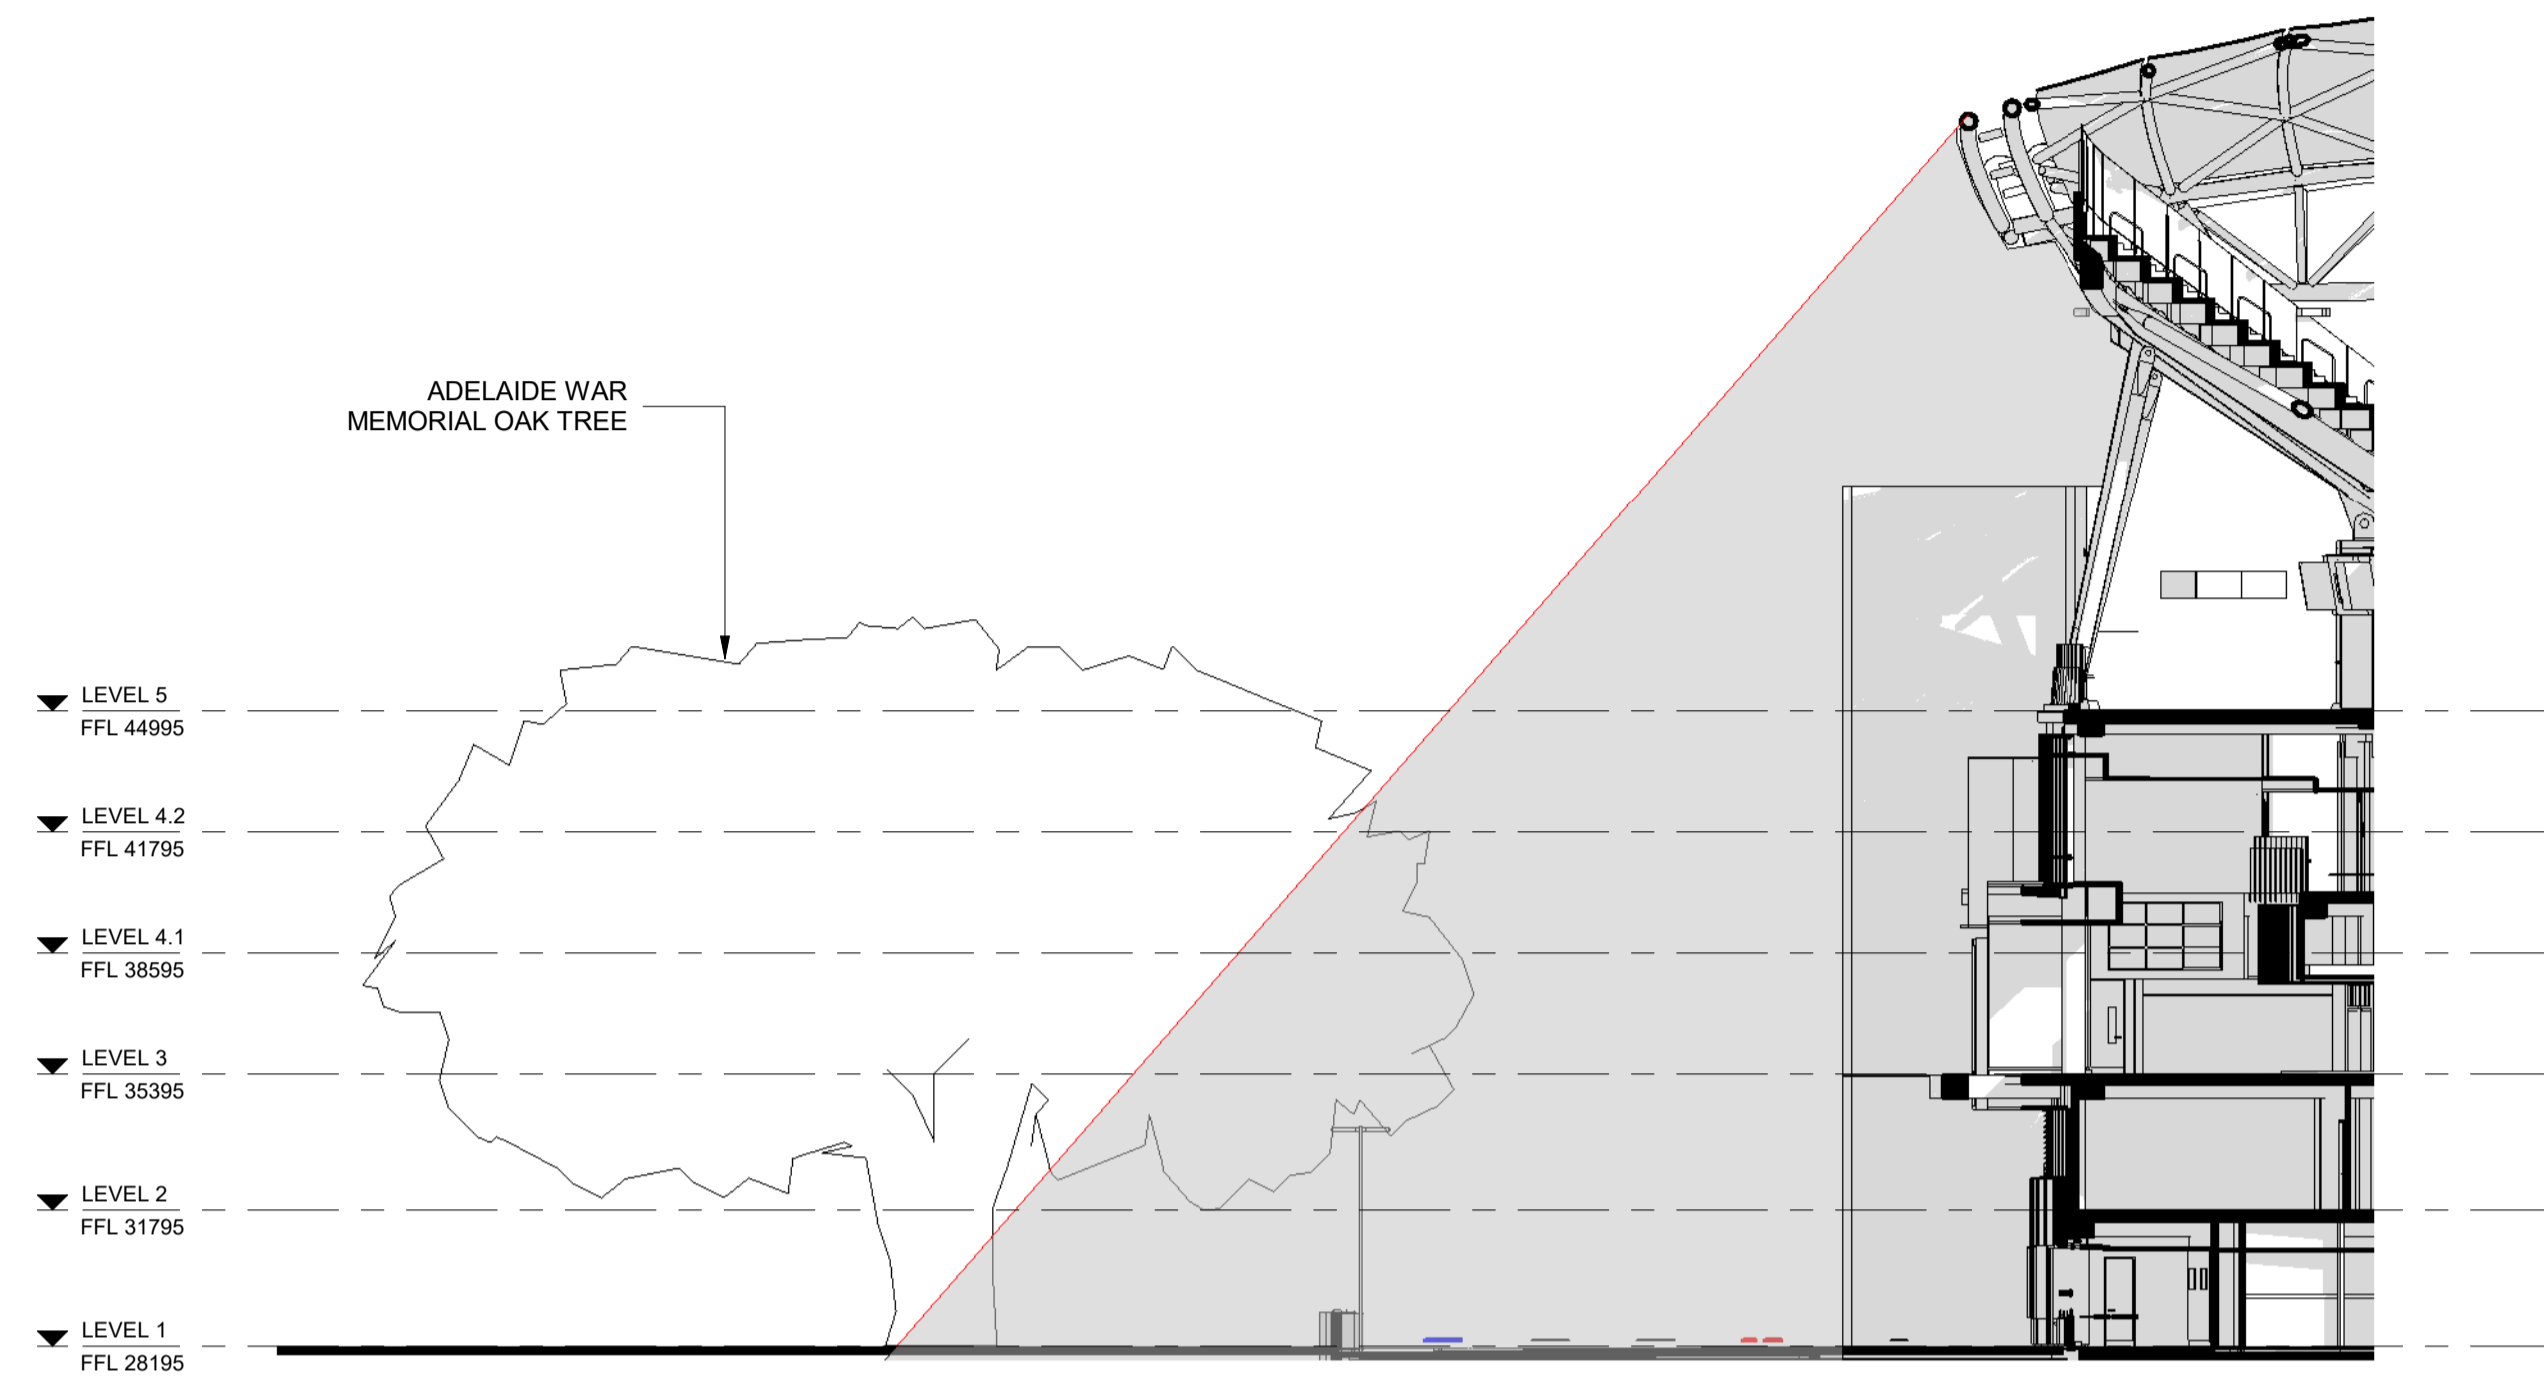 ADELAIDE WAR
MEMORIAL OAK TREE
LEVEL 5
FFL 44995
LEVEL 4.2
FFL 41795
LEVEL 4.1
FFL 38595
LEVEL 3
FFL 35395
LEVEL 2
FFL 31795
LEVEL 1
FFL 28195